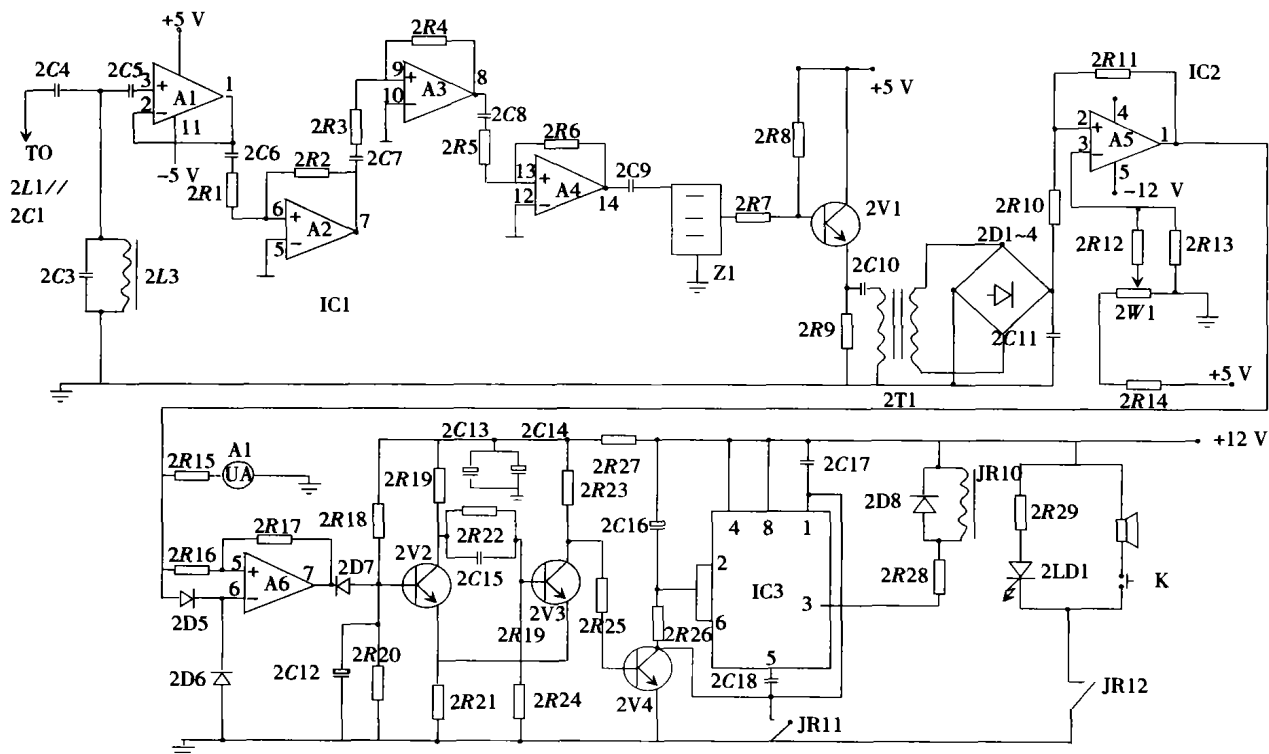 +5 V
2C4
2C5
3
+
1
A1
2
−
11
−5 V
TO
2L1//
2C1
2C3
2L3
2C6
2R1
2R2
6
+
A2
7
5
−
IC1
2R3
2C7
2R4
9
+
8
A3
10
−
2C8
2R5
2R6
13
+
A4
12
−
14
2C9
Z1
2R7
2R8
+5 V
2V1
2R9
2C10
2T1
2D1~4
2C11
2R10
2R11
IC2
2
+
4
A5
1
3
−
5
−12 V
2R12
2R13
2W1
2R14
+5 V
2R15
A1
UA
2R16
2R17
5
+
A6
7
6
−
2D5
2D6
2D7
2R18
2C12
2R20
2R19
2V2
2R21
2C13
2C14
2R22
2C15
2R19
2R24
2R23
2V3
2R25
2R27
2C16
2R26
2V4
4
8
1
2
IC3
3
6
5
2C17
2C18
JR11
2D8
JR10
2R28
+12 V
2R29
2LD1
K
JR12